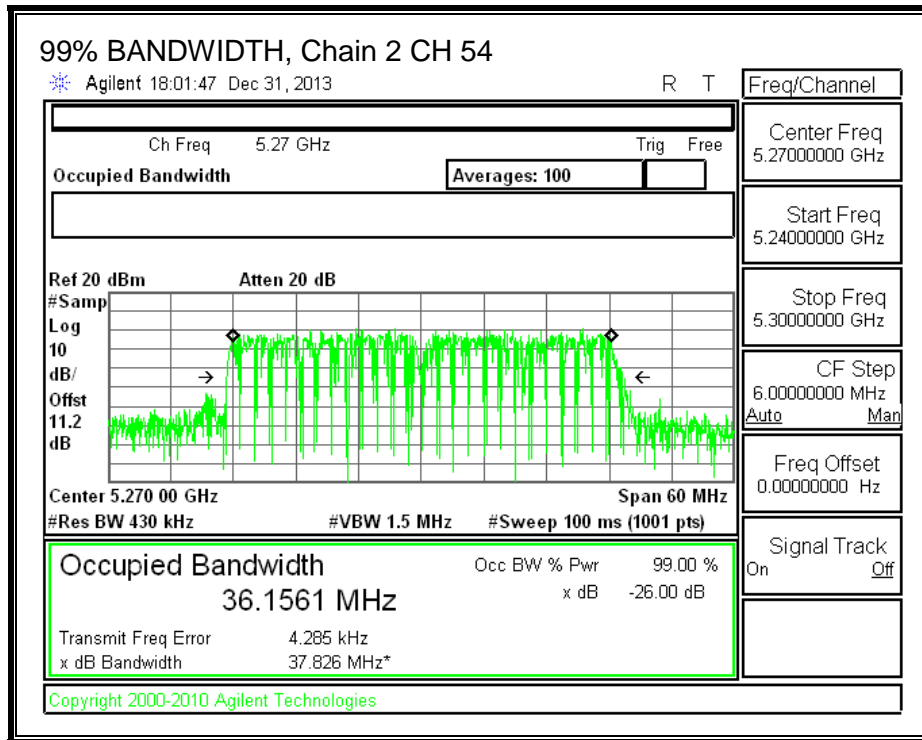 99% BANDWIDTH, Chain 2 CH 54
Agilent 18:01:47 Dec 31, 2013 R T
Ch Freq 5.27 GHz Trig Free
Occupied Bandwidth Averages: 100
Ref 20 dBm Atten 20 dB
#Samp
Log
10
dB/
Offst
11.2
dB
Center 5.270 00 GHz Span 60 MHz
#Res BW 430 kHz #VBW 1.5 MHz #Sweep 100 ms (1001 pts)
Occupied Bandwidth Occ BW % Pwr 99.00 %
36.1561 MHz x dB -26.00 dB
Transmit Freq Error 4.285 kHz
x dB Bandwidth 37.826 MHz*
Copyright 2000-2010 Agilent Technologies
Freq/Channel
Center Freq
5.27000000 GHz
Start Freq
5.24000000 GHz
Stop Freq
5.30000000 GHz
CF Step
6.00000000 MHz
Auto Man
Freq Offset
0.00000000 Hz
Signal Track
On Off